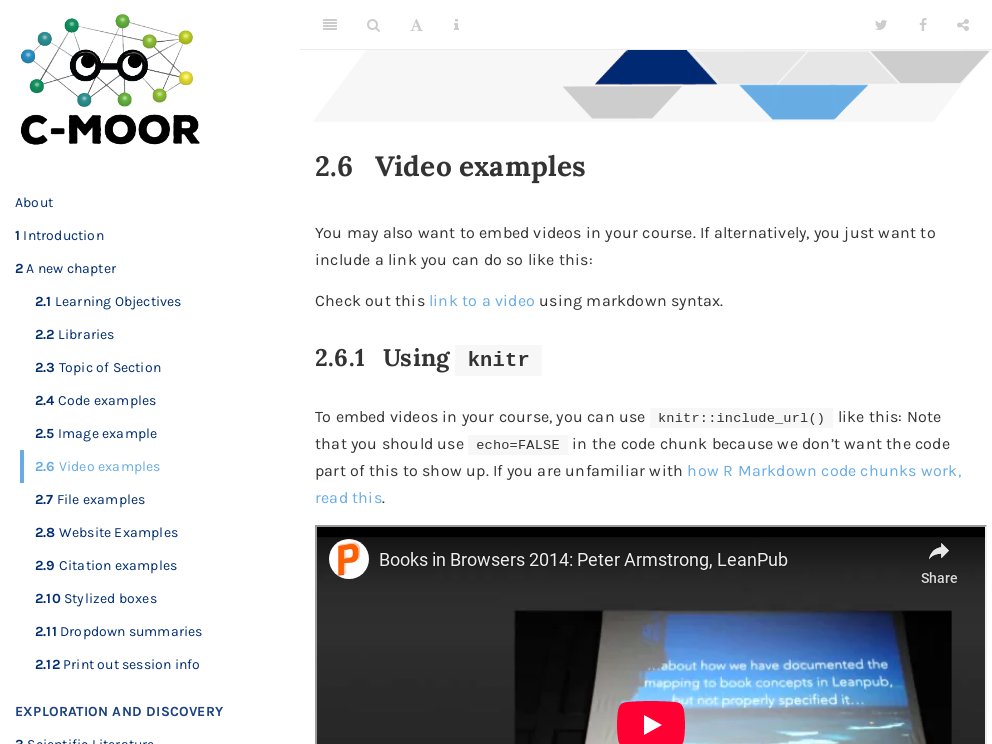 C-MOOR
About
1 Introduction
2 A new chapter
2.1 Learning Objectives
2.2 Libraries
2.3 Topic of Section
2.4 Code examples
2.5 Image example
2.6 Video examples
2.7 File examples
2.8 Website Examples
2.9 Citation examples
2.10 Stylized boxes
2.11 Dropdown summaries
2.12 Print out session info
EXPLORATION AND DISCOVERY
3 Scientific Literature
A
2.6 Video examples
You may also want to embed videos in your course. If alternatively, you just want to
include a link you can do so like this:
Check out this link to a video using markdown syntax.
2.6.1 Using knitr
To embed videos in your course, you can use knitr::include_url() like this: Note
that you should use echo=FALSE in the code chunk because we don’t want the code
part of this to show up. If you are unfamiliar with how R Markdown code chunks work,
read this.
P
Books in Browsers 2014: Peter Armstrong, LeanPub
Share
...about how we have documented the
mapping to book concepts in Leanpub,
but not properly specified it...